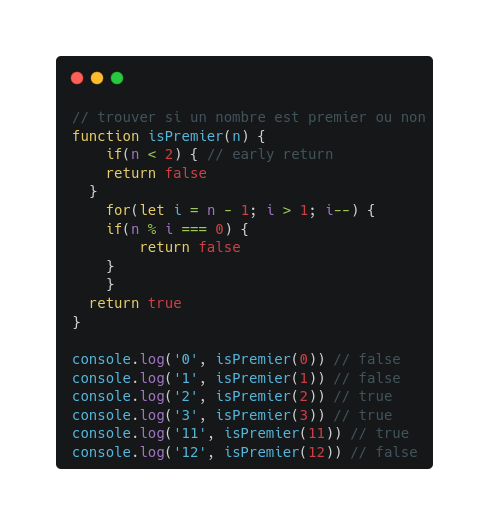 // trouver si un nombre est premier ou non
function isPremier(n) {
    if(n < 2) { // early return
    return false
  }
    for(let i = n - 1; i > 1; i--) {
    if(n % i === 0) {
        return false
    }
    }
  return true
}

console.log('0', isPremier(0)) // false
console.log('1', isPremier(1)) // false
console.log('2', isPremier(2)) // true
console.log('3', isPremier(3)) // true
console.log('11', isPremier(11)) // true
console.log('12', isPremier(12)) // false